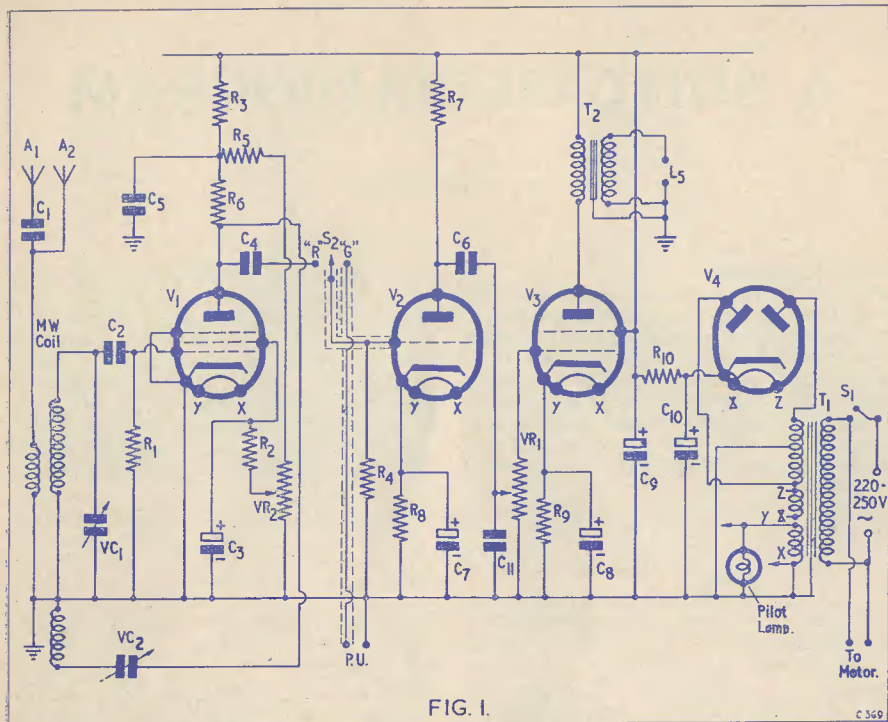 R3
R7
T2
A1 A2
R5
L5
C1
C5
R6
C4
"R" S2 "G"
C6
V1
V2
V3
V4
MW
Coil
C2
R10
Y X
Y X
Y X
X Z
T1
S1
R1
R2
VR1
C10
+
-
C9
+
-
220-
250V
~
R4
Z
X
Y
X
VC1
VR2
C3
+
-
R8
C7
+
-
C11
R9
C8
+
-
Pilot
Lamp.
VC2
P.U.
To
Motor.
FIG. 1.
C 369